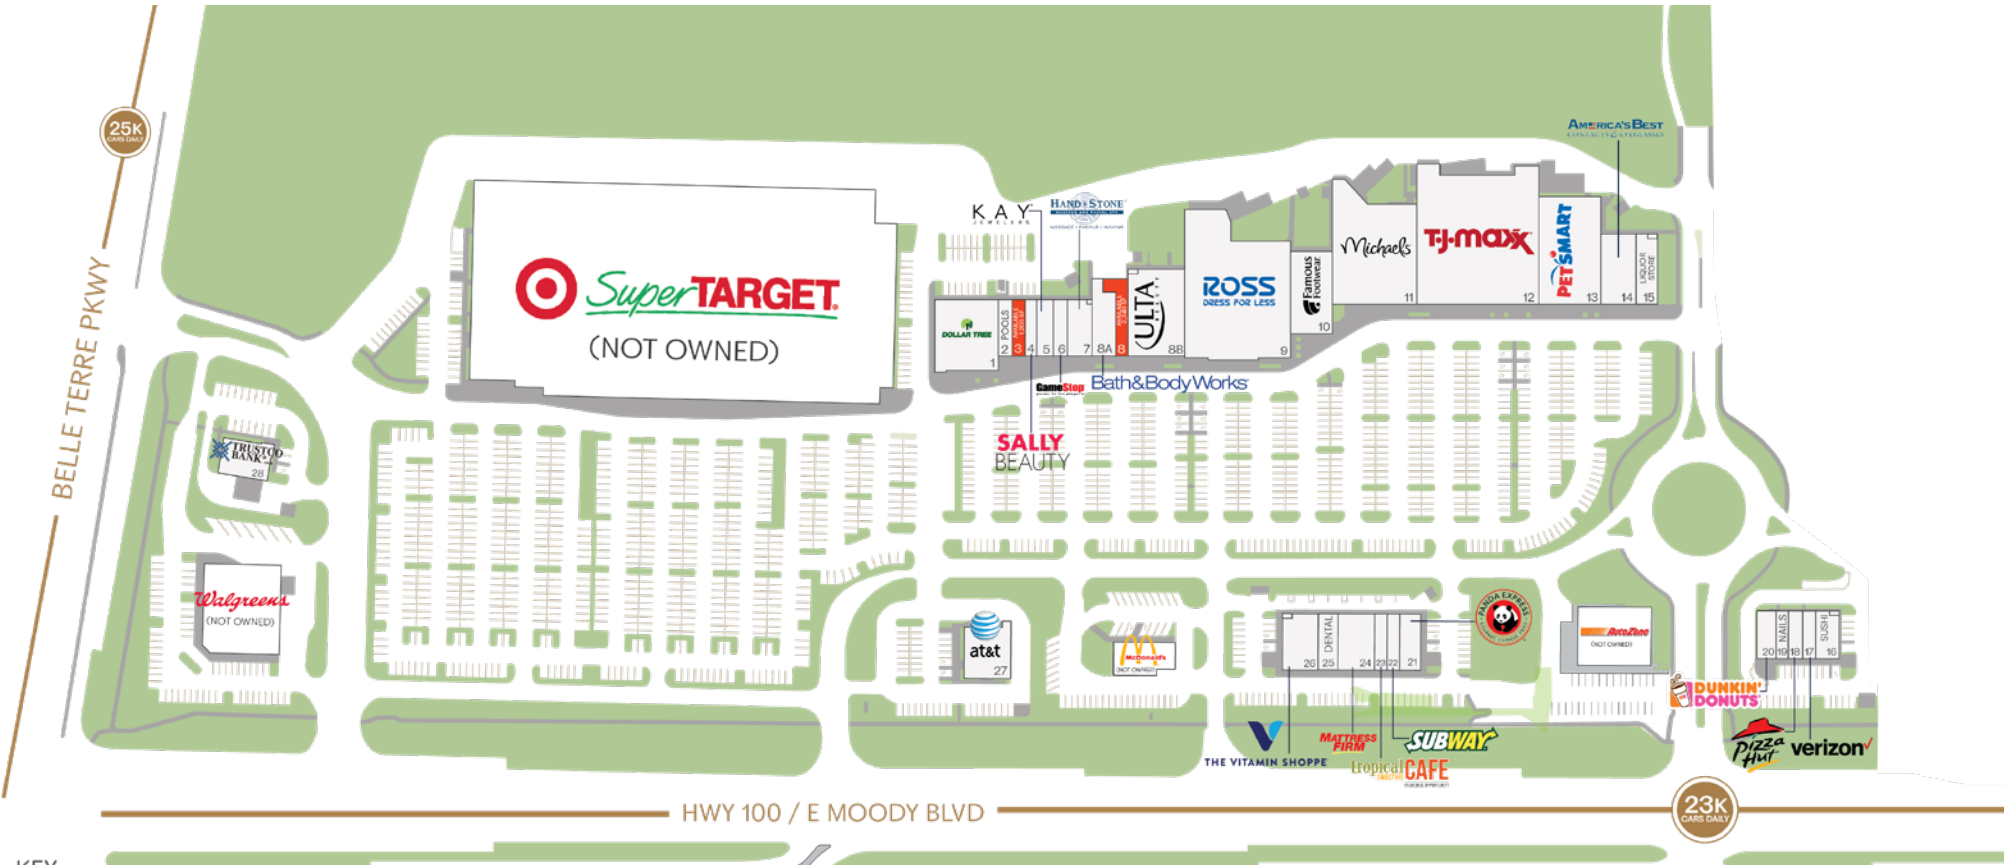 25K
CARS DAILY
BELLE TERRE PKWY
AMERICA'S BEST
CONTACTS & EYEGLASSES
KAY
JEWELERS
HAND & STONE
SuperTARGET
(NOT OWNED)
DOLLAR TREE
1
POOLS
2
AVAILABLE
3
4
5
6
7
8A
AVAILABLE
8
ULTA
BEAUTY
8B
ROSS
DRESS FOR LESS
9
Famous
Footwear
10
Michaels
11
T.J.maxx
12
PETSMART
13
14
LIQUOR
STORE
15
GameStop
Bath&BodyWorks
SALLY
BEAUTY
TRUSTCO
BANK
28
Walgreens
(NOT OWNED)
at&t
27
McDonald's
(NOT OWNED)
26
DENTAL
25
24
23
22
21
PANDA EXPRESS
AutoZone
(NOT OWNED)
20
NAILS
19
18
17
SUSHI
16
DUNKIN'
DONUTS
Pizza
Hut
verizon
THE VITAMIN SHOPPE
MATTRESS
FIRM
SUBWAY
tropical
SMOOTHIE
CAFE
HWY 100 / E MOODY BLVD
23K
CARS DAILY
KEY